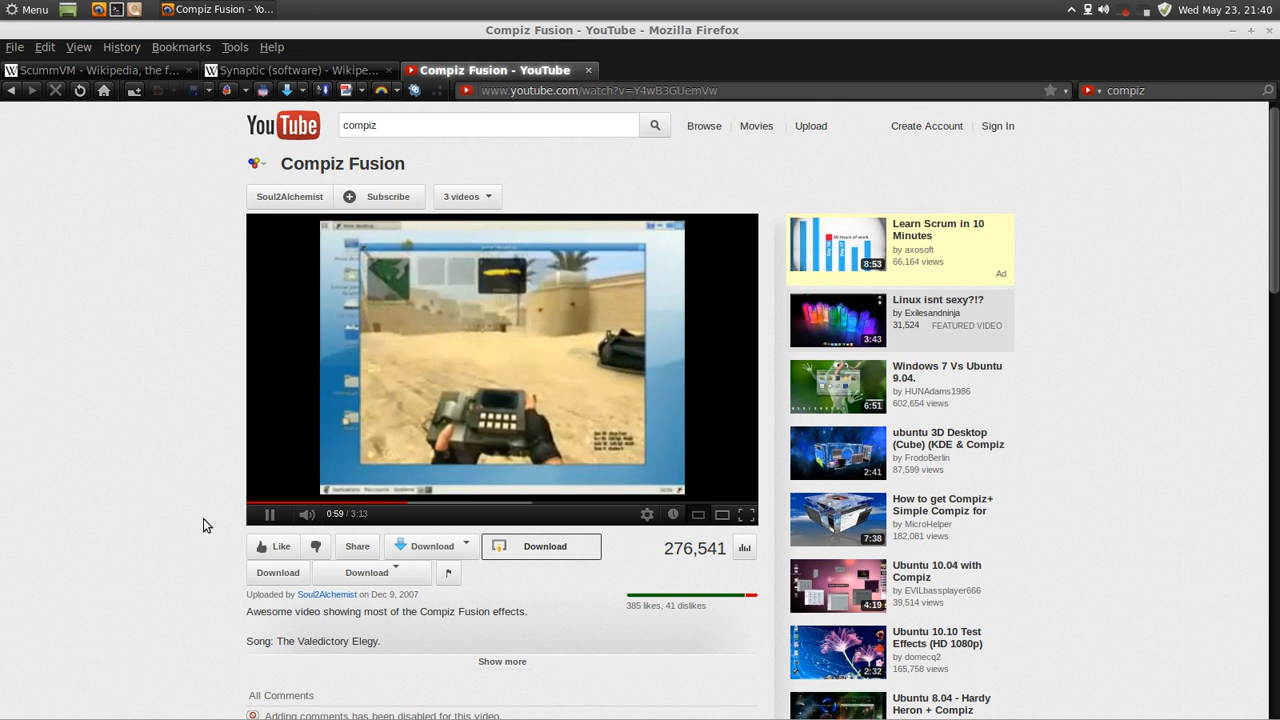 Menu
Compiz Fusion - Yo...
Wed May 23, 21:40
Compiz Fusion - YouTube - Mozilla Firefox
File Edit View History Bookmarks Tools Help
ScummVM - Wikipedia, the f...
Synaptic (software) - Wikipe...
Compiz Fusion - YouTube
www.youtube.com/watch?v=Y4wB3GUemVw
compiz
YouTube
compiz
Browse
Movies
Upload
Create Account
Sign In
Compiz Fusion
Soul2Alchemist
Subscribe
3 videos
0:59 / 3:13
Like
Share
Download
Download
276,541
Download
Download
Uploaded by Soul2Alchemist on Dec 9, 2007
385 likes, 41 dislikes
Awesome video showing most of the Compiz Fusion effects.
Song: The Valedictory Elegy.
Show more
All Comments
Adding comments has been disabled for this video.
Learn Scrum in 10
Minutes
by axosoft
66,164 views
Ad
8:53
Linux isnt sexy?!?
by Exilesandninja
31,524 FEATURED VIDEO
3:43
Windows 7 Vs Ubuntu
9.04.
by HUNAdams1986
602,654 views
6:51
ubuntu 3D Desktop
(Cube) (KDE & Compiz
by FrodoBerlin
87,599 views
2:41
How to get Compiz+
Simple Compiz for
by MicroHelper
182,081 views
7:38
Ubuntu 10.04 with
Compiz
by EVILbassplayer666
39,514 views
4:19
Ubuntu 10.10 Test
Effects (HD 1080p)
by domecq2
165,758 views
2:32
Ubuntu 8.04 - Hardy
Heron + Compiz